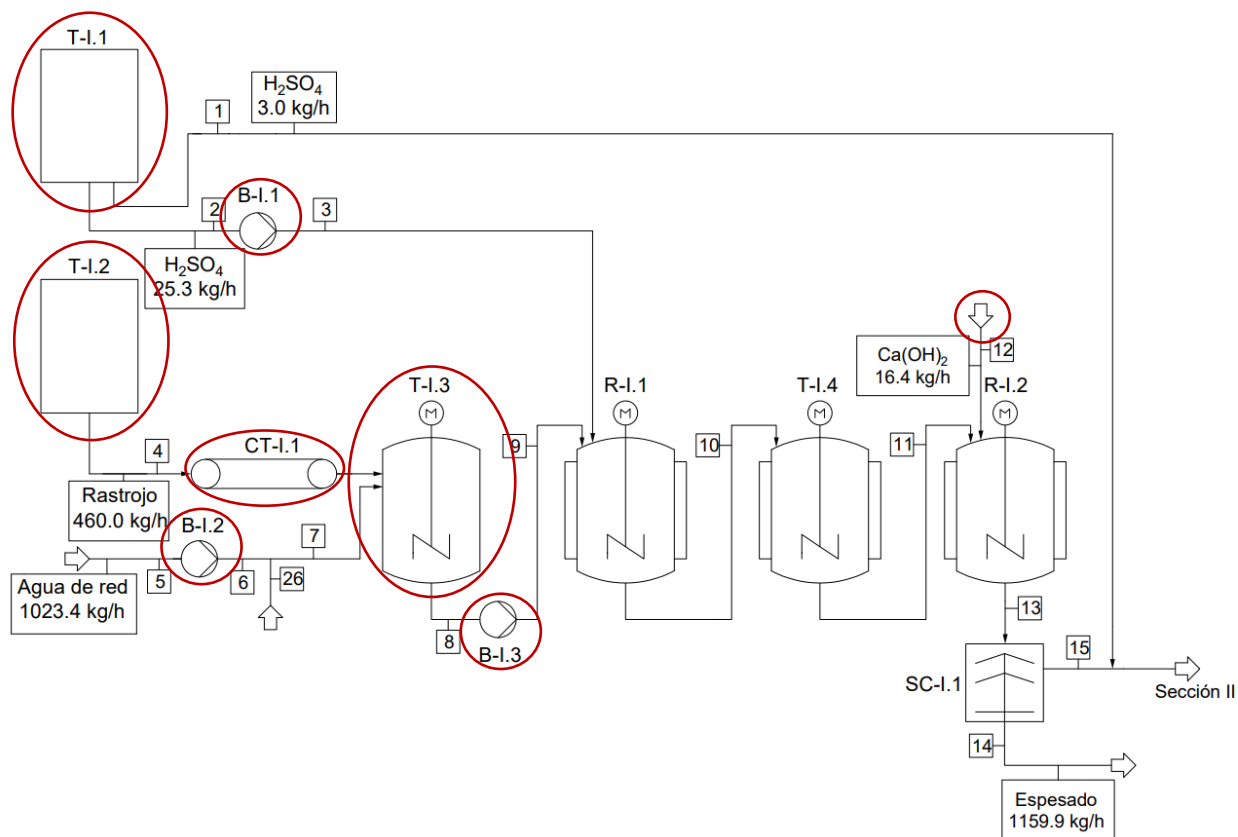 T-I.1
H₂SO₄
3.0 kg/h
1
B-I.1
2
3
H₂SO₄
25.3 kg/h
T-I.2
12
Ca(OH)₂
16.4 kg/h
T-I.3
R-I.1
T-I.4
R-I.2
M
M
M
M
4
CT-I.1
9
10
11
Rastrojo
460.0 kg/h
B-I.2
7
Agua de red
1023.4 kg/h
5
6
26
8
B-I.3
13
SC-I.1
15
Sección II
14
Espesado
1159.9 kg/h